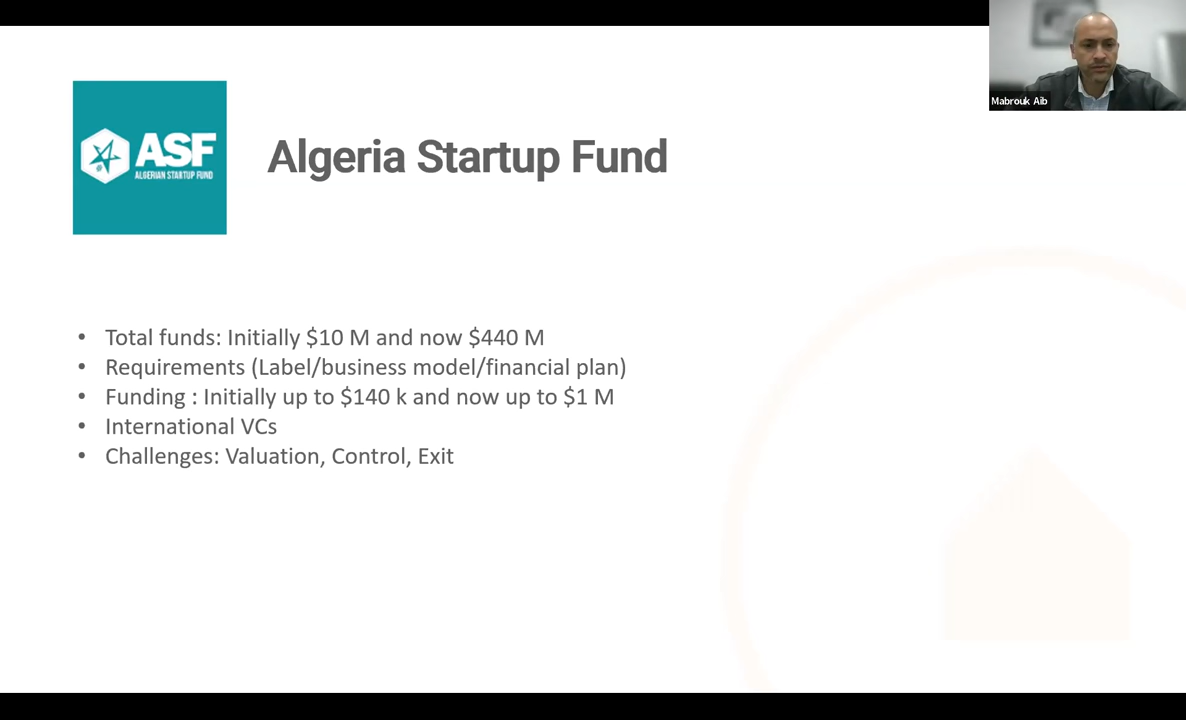 Mabrouk Aib
ASF
ALGERIAN STARTUP FUND
Algeria Startup Fund
• Total funds: Initially $10 M and now $440 M
• Requirements (Label/business model/financial plan)
• Funding : Initially up to $140 k and now up to $1 M
• International VCs
• Challenges: Valuation, Control, Exit